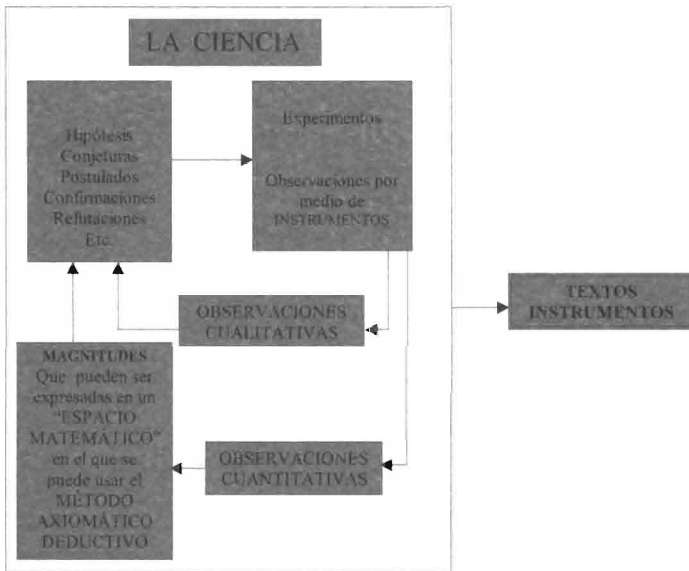 LA CIENCIA
Hipótesis
Conjeturas
Postulados
Confirmaciones
Refutaciones
Etc.
Experimentos
Observaciones por
medio de
INSTRUMENTOS
OBSERVACIONES
CUALITATIVAS
TEXTOS
INSTRUMENTOS
MAGNITUDES
Que pueden ser
expresadas en un
"ESPACIO
MATEMÁTICO"
en el que se
puede usar el
MÉTODO
AXIOMÁTICO
DEDUCTIVO
OBSERVACIONES
CUANTITATIVAS